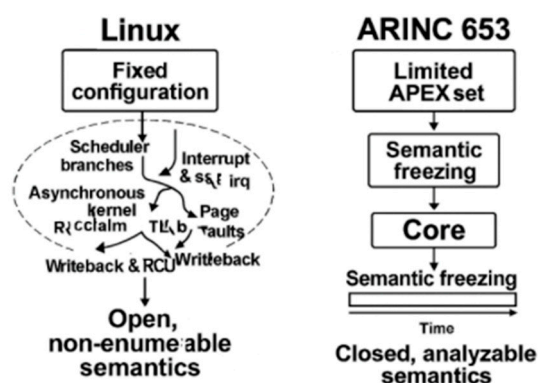 Linux
Fixed
configuration
Scheduler
branches
Interrupt
& irq
Asynchronous
kernel
Page
Writeback & RCU
Writeback
Open,
semantics
ARINC 653
Limited
APEX set
Semantic
freezing
Core
Semantic freezing
Time
Closed, analyzable
semantics